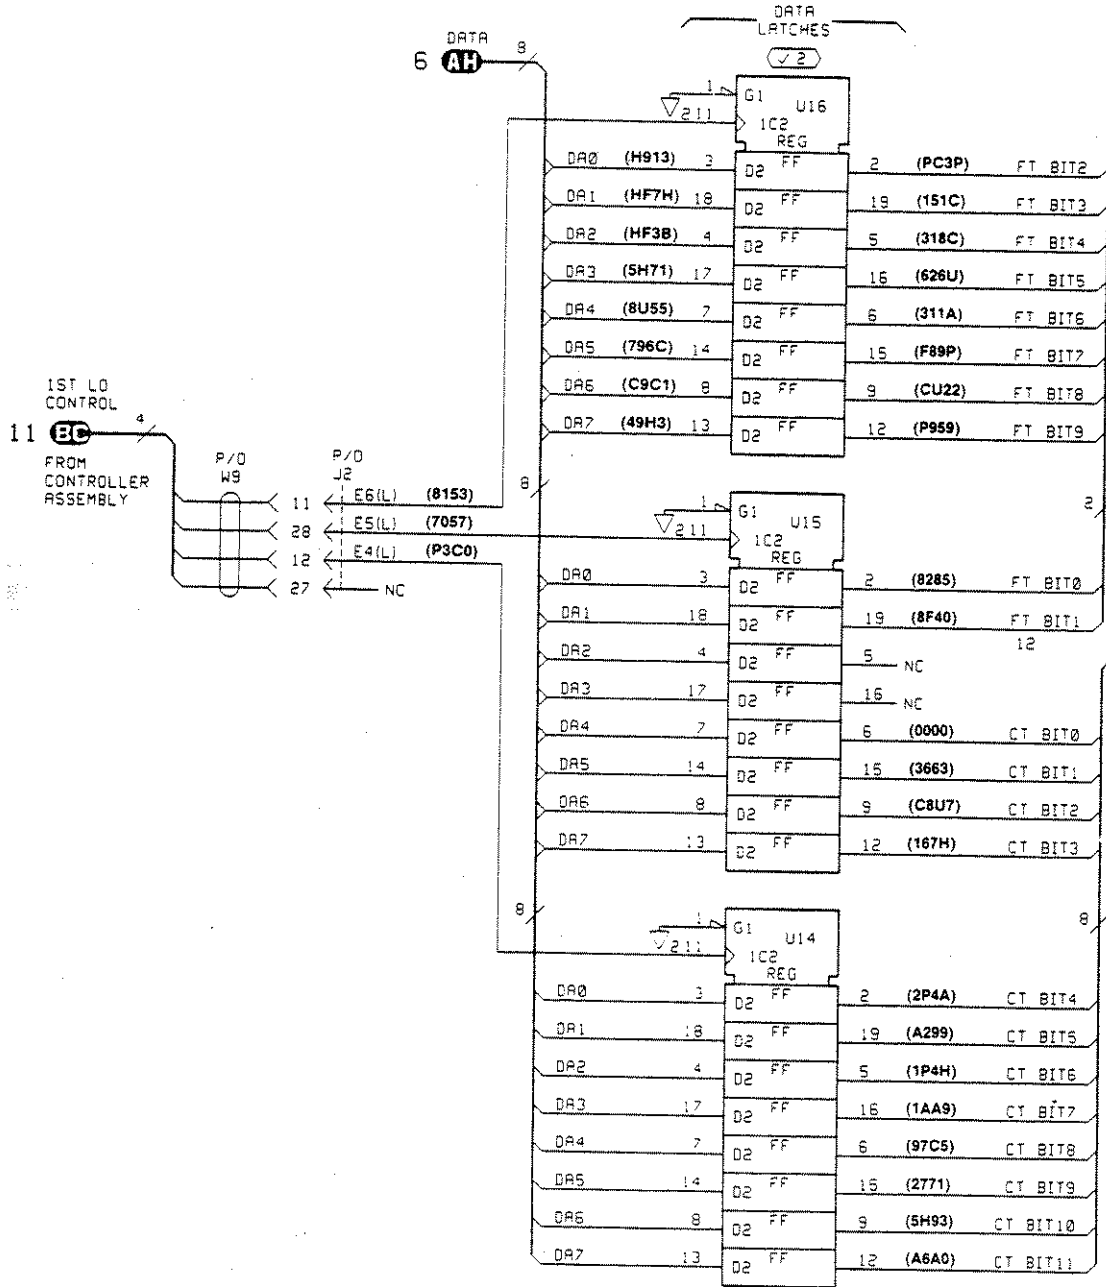 DATA
LATCHES
✓ 2
DATA
6 AH 8
1 G1 U16
2 11 1C2
REG
DA0 (H913) 3 D2 FF 2 (PC3P) FT BIT2
DA1 (HF7H) 18 D2 FF 19 (151C) FT BIT3
DA2 (HF3B) 4 D2 FF 5 (318C) FT BIT4
DA3 (5H71) 17 D2 FF 16 (626U) FT BIT5
DA4 (8U55) 7 D2 FF 6 (311A) FT BIT6
DA5 (796C) 14 D2 FF 15 (F89P) FT BIT7
DA6 (C9C1) 8 D2 FF 9 (CU22) FT BIT8
DA7 (49H3) 13 D2 FF 12 (P959) FT BIT9
1ST LO
CONTROL
11 BC 4
FROM
CONTROLLER
ASSEMBLY
P/O
W9
P/O
J2
8
2
11 E6(L) (8153)
28 E5(L) (7057)
12 E4(L) (P3C0)
27 NC
1 G1 U15
2 11 1C2
REG
DA0 3 D2 FF 2 (8285) FT BIT0
DA1 18 D2 FF 19 (8F40) FT BIT1
12
DA2 4 D2 FF 5 NC
DA3 17 D2 FF 16 NC
DA4 7 D2 FF 6 (0000) CT BIT0
DA5 14 D2 FF 15 (3663) CT BIT1
DA6 8 D2 FF 9 (C8U7) CT BIT2
DA7 13 D2 FF 12 (167H) CT BIT3
8
8
1 G1 U14
2 11 1C2
REG
DA0 3 D2 FF 2 (2P4A) CT BIT4
DA1 18 D2 FF 19 (A299) CT BIT5
DA2 4 D2 FF 5 (1P4H) CT BIT6
DA3 17 D2 FF 16 (1AA9) CT BIT7
DA4 7 D2 FF 6 (97C5) CT BIT8
DA5 14 D2 FF 15 (2771) CT BIT9
DA6 8 D2 FF 9 (5H93) CT BIT10
DA7 13 D2 FF 12 (A6A0) CT BIT11